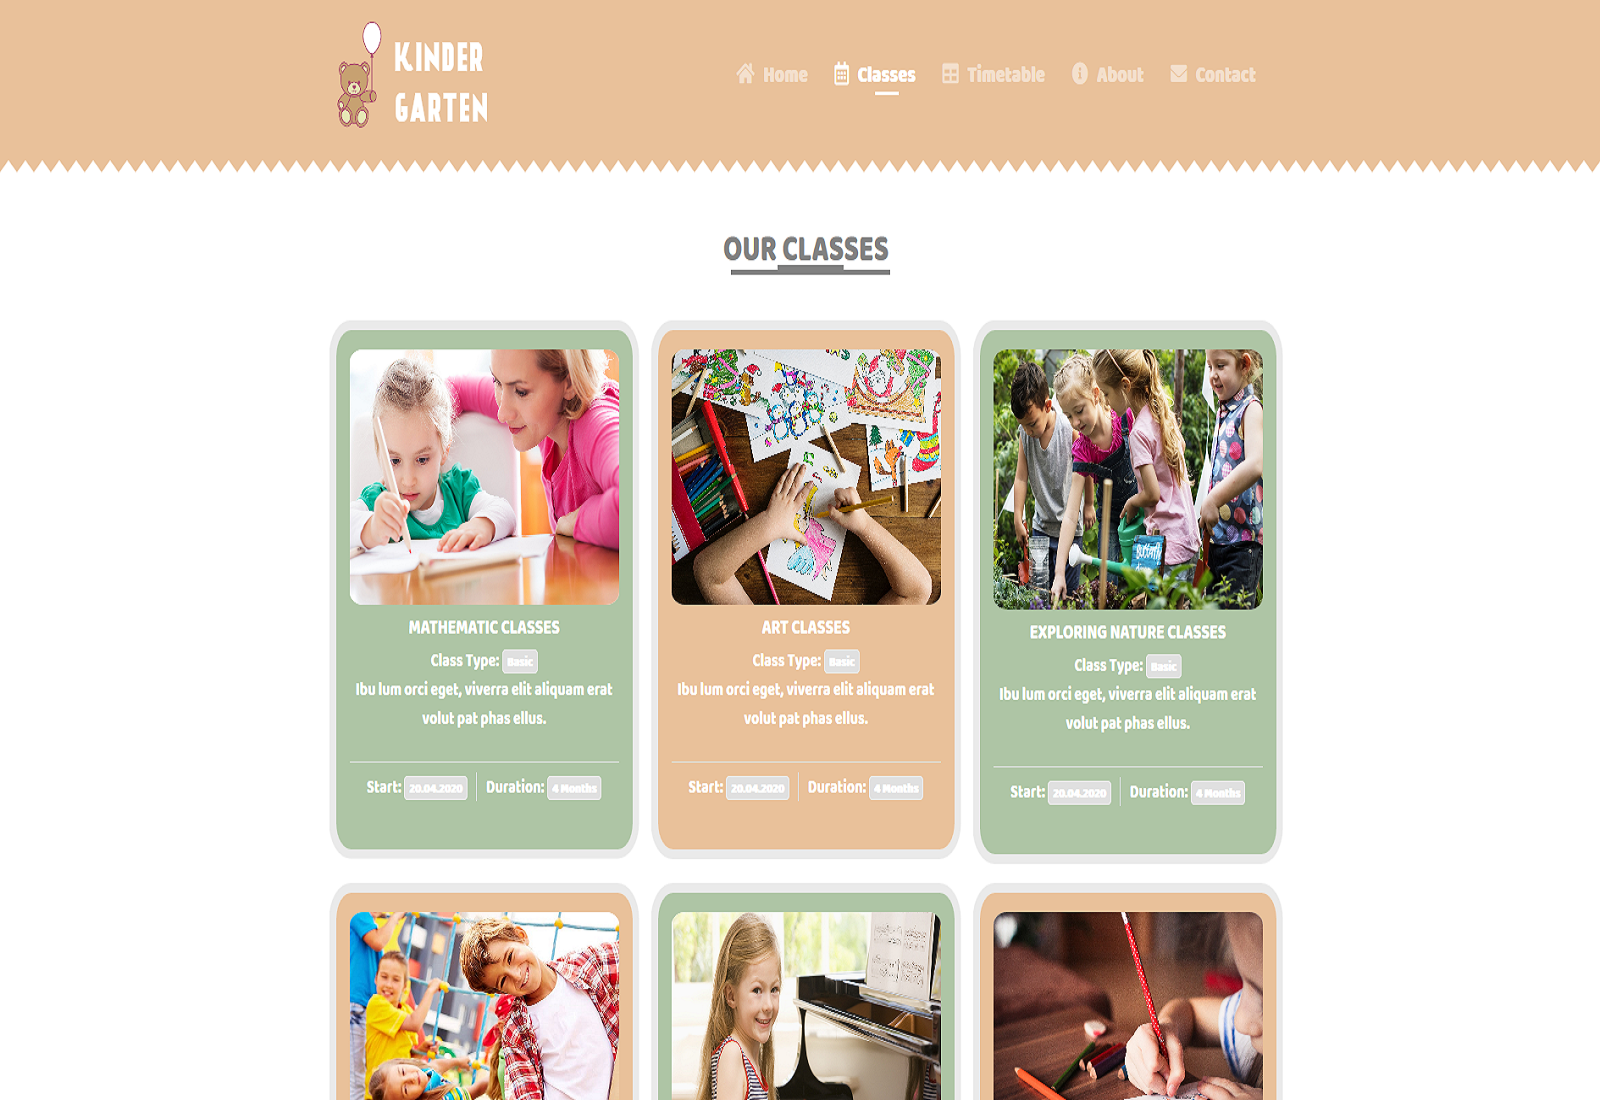 KINDER
GARTEN
Home
Classes
Timetable
About
Contact
OUR CLASSES
MATHEMATIC CLASSES
Class Type: Basic
Ibu lum orci eget, viverra elit aliquam erat
volut pat phas ellus.
Start: 20.04.2020
Duration: 4 Months
ART CLASSES
Class Type: Basic
Ibu lum orci eget, viverra elit aliquam erat
volut pat phas ellus.
Start: 20.04.2020
Duration: 4 Months
EXPLORING NATURE CLASSES
Class Type: Basic
Ibu lum orci eget, viverra elit aliquam erat
volut pat phas ellus.
Start: 20.04.2020
Duration: 4 Months